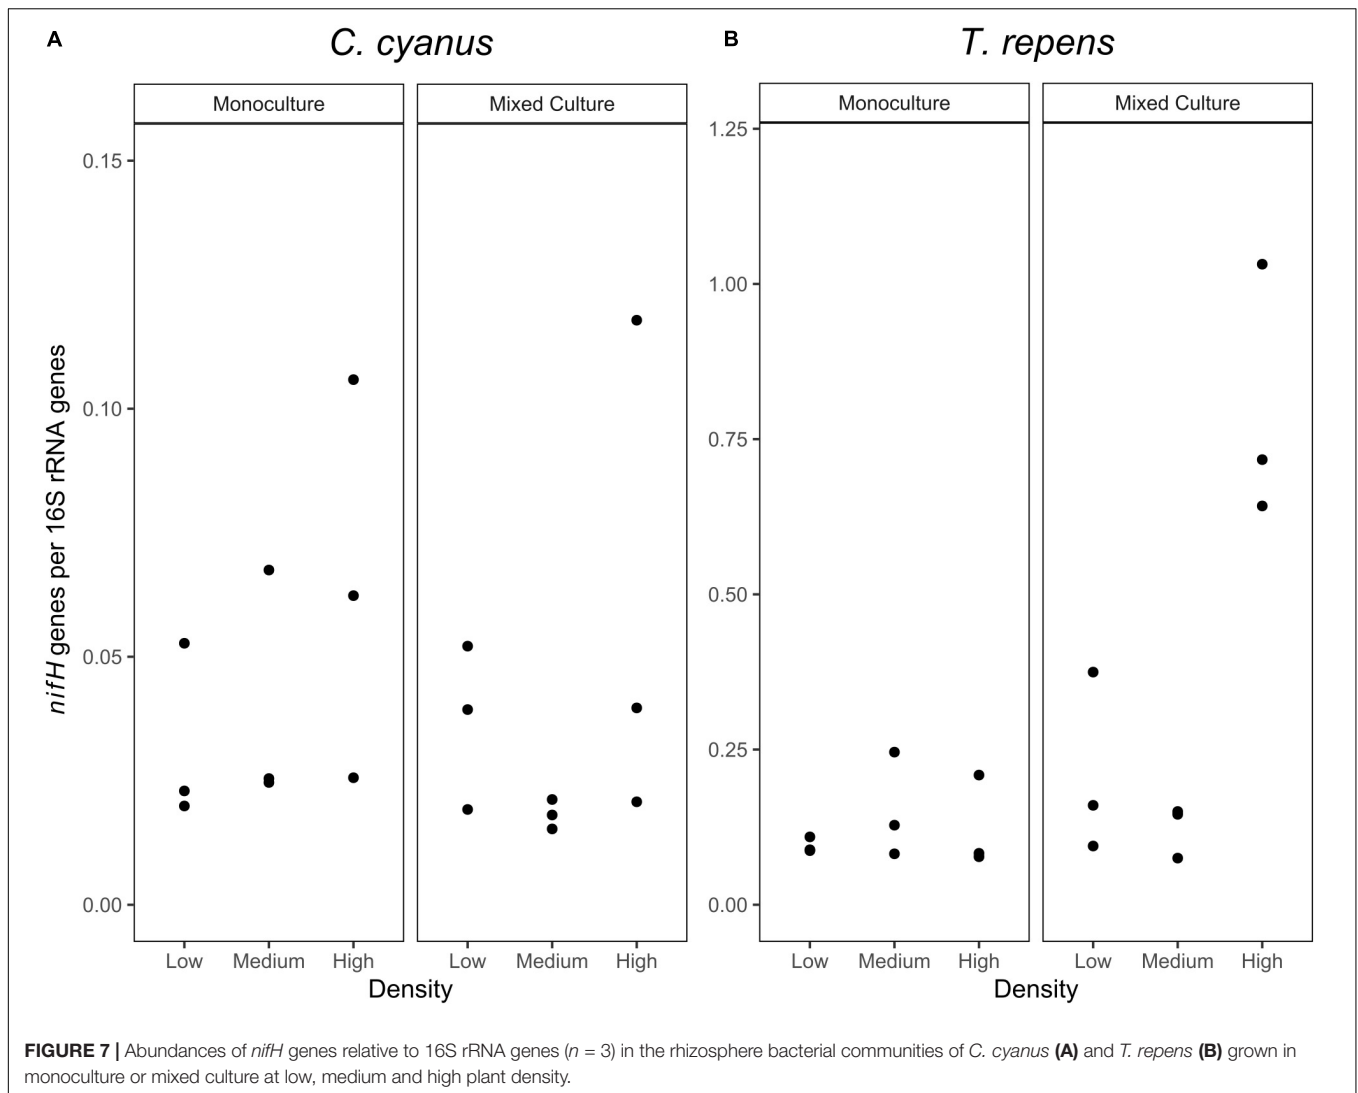 A
C. cyanus
B
T. repens
Monoculture
Mixed Culture
Monoculture
Mixed Culture
nifH genes per 16S rRNA genes
0.15
0.10
0.05
0.00
1.25
1.00
0.75
0.50
0.25
0.00
Low Medium High
Low Medium High
Low Medium High
Low Medium High
Density
Density
FIGURE 7 | Abundances of nifH genes relative to 16S rRNA genes (n = 3) in the rhizosphere bacterial communities of C. cyanus (A) and T. repens (B) grown in
monoculture or mixed culture at low, medium and high plant density.